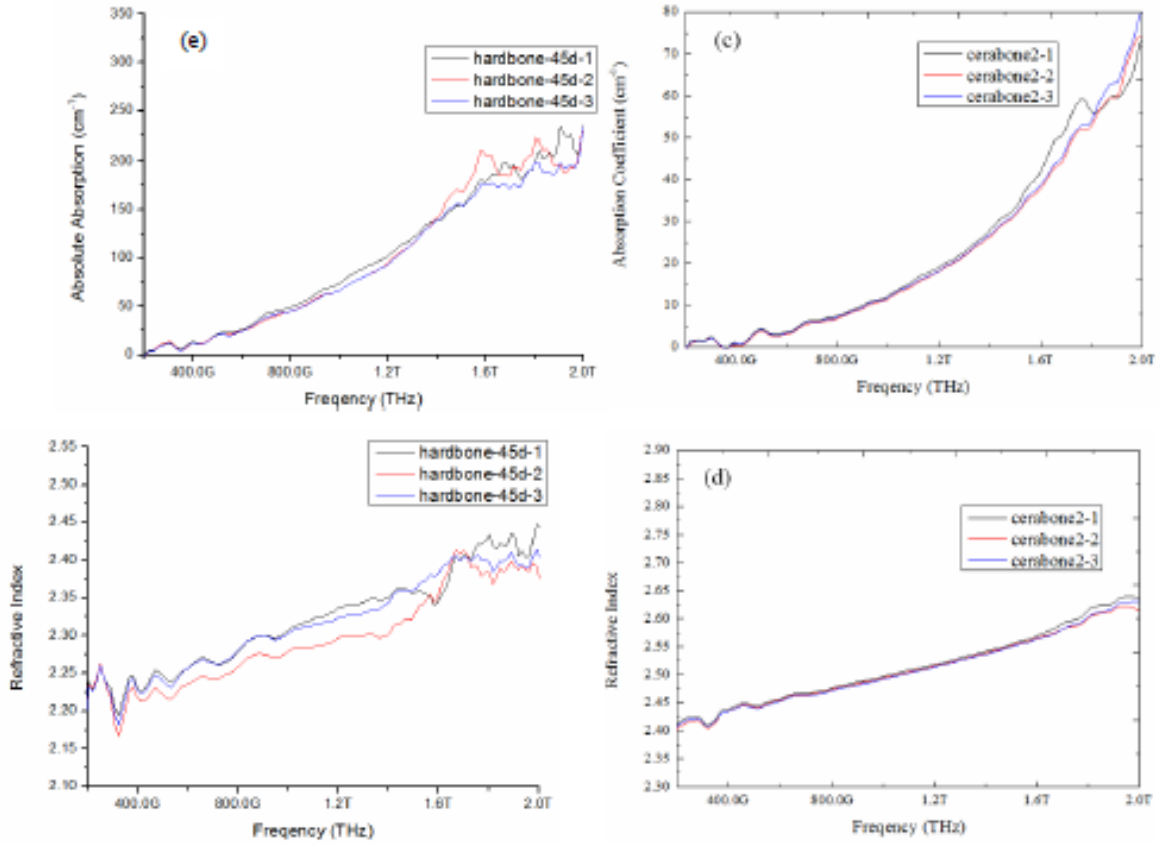 (e)
hardbone-45d-1
hardbone-45d-2
hardbone-45d-3
Absolute Absorption (cm⁻¹)
350
300
250
200
150
100
50
0
400.0G 800.0G 1.2T 1.6T 2.0T
Freqency (THz)
(c)
cerabone2-1
cerabone2-2
cerabone2-3
Absorption Coefficient (cm⁻¹)
80
70
60
50
40
30
20
10
0
400.0G 800.0G 1.2T 1.6T 2.0T
Freqency (THz)
hardbone-45d-1
hardbone-45d-2
hardbone-45d-3
Refractive Index
2.55
2.50
2.45
2.40
2.35
2.30
2.25
2.20
2.15
2.10
400.0G 800.0G 1.2T 1.6T 2.0T
Freqency (THz)
(d)
cerabone2-1
cerabone2-2
cerabone2-3
Refractive Index
2.90
2.85
2.80
2.75
2.70
2.65
2.60
2.55
2.50
2.45
2.40
2.35
2.30
400.0G 800.0G 1.2T 1.6T 2.0T
Freqency (THz)